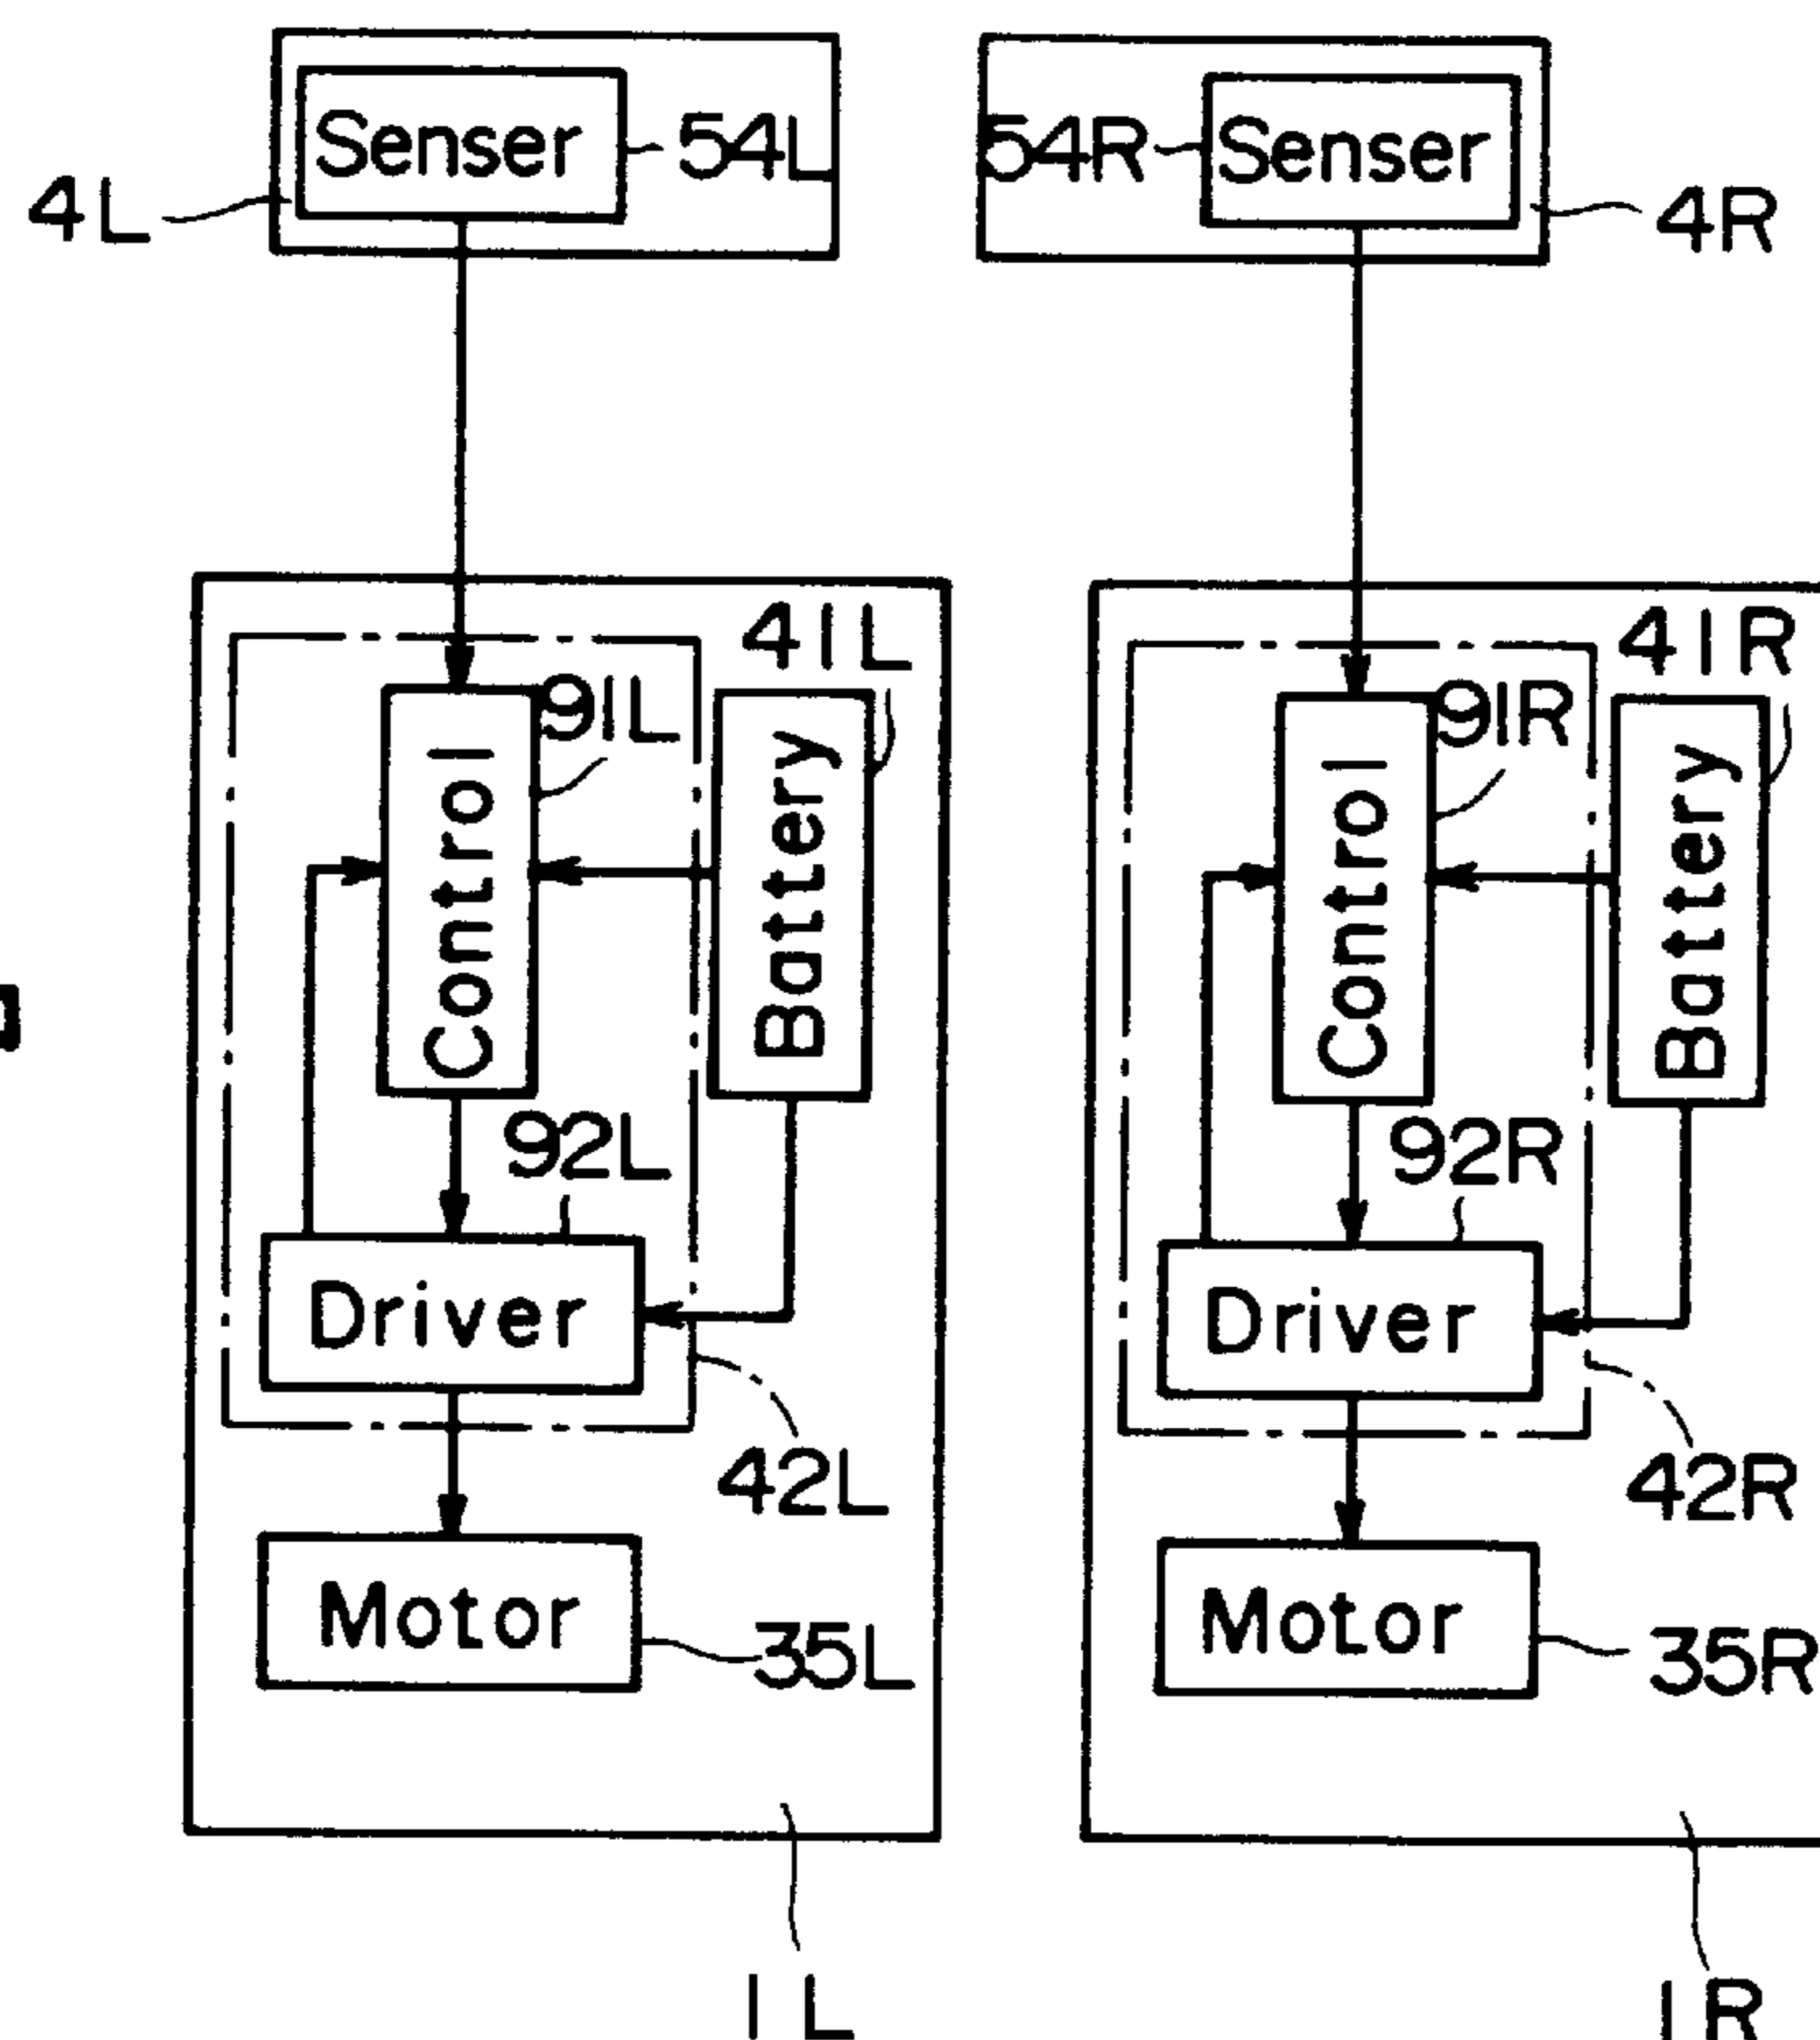 Senser
54L
54R
Senser
4L
4R
41L
41R
91L
91R
Control
Battery
Control
Battery
92L
92R
Driver
Driver
42L
42R
Motor
35L
Motor
35R
1L
1R